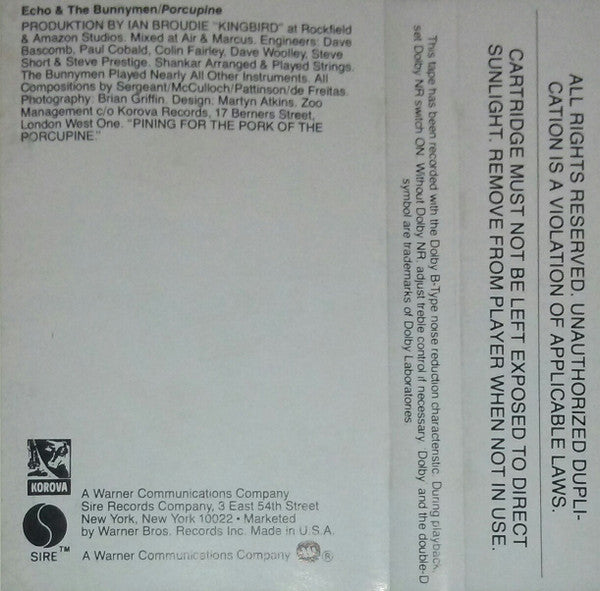 Echo & The Bunnymen/Porcupine
PRODUKTION BY IAN BROUDIE "KINGBIRD" at Rockfield
& Amazon Studios. Mixed at Air & Marcus. Engineers: Dave
Bascomb, Paul Cobald, Colin Fairley, Dave Woolley, Steve
Short & Steve Prestige. Shankar Arranged & Played Strings.
The Bunnymen Played Nearly All Other Instruments. All
Compositions by Sergeant/McCulloch/Pattinson/de Freitas.
Photography: Brian Griffin. Design: Martyn Atkins. Zoo
Management c/o Korova Records, 17 Berners Street,
London West One. "PINING FOR THE PORK OF THE
PORCUPINE."
KOROVA
A Warner Communications Company
Sire Records Company, 3 East 54th Street
New York, New York 10022 • Marketed
by Warner Bros. Records Inc. Made in U.S.A.
SIRE™
A Warner Communications Company ®
This tape has been recorded with the Dolby B-Type noise reduction characteristic. During playback,
set Dolby NR switch ON. Without Dolby NR, adjust treble control if necessary. Dolby and the double-D
symbol are trademarks of Dolby Laboratories
ALL RIGHTS RESERVED. UNAUTHORIZED DUPLI-
CATION IS A VIOLATION OF APPLICABLE LAWS.
CARTRIDGE MUST NOT BE LEFT EXPOSED TO DIRECT
SUNLIGHT. REMOVE FROM PLAYER WHEN NOT IN USE.